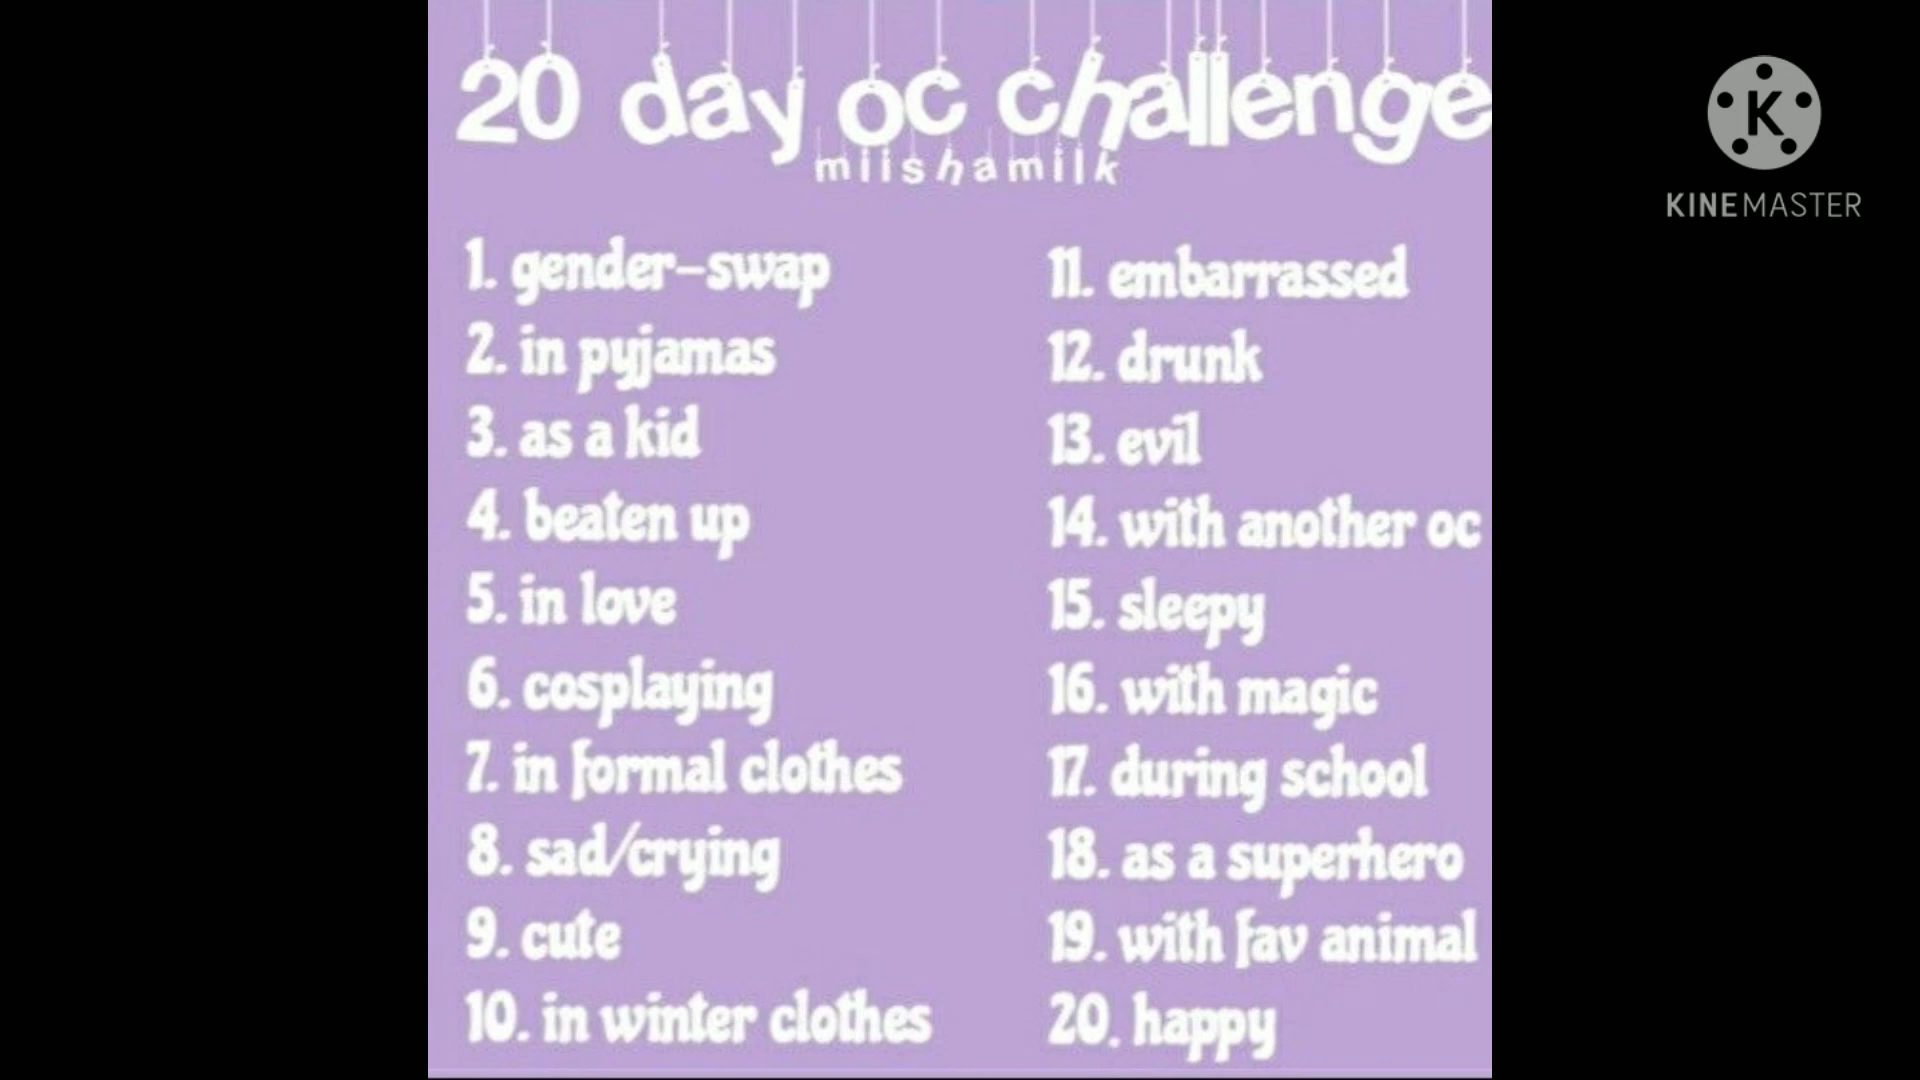 20 day oc challenge
miishamilk
1. gender-swap
2. in pyjamas
3. as a kid
4. beaten up
5. in love
6. cosplaying
7. in formal clothes
8. sad/crying
9. cute
10. in winter clothes
11. embarrassed
12. drunk
13. evil
14. with another oc
15. sleepy
16. with magic
17. during school
18. as a superhero
19. with fav animal
20. happy
K
KINEMASTER